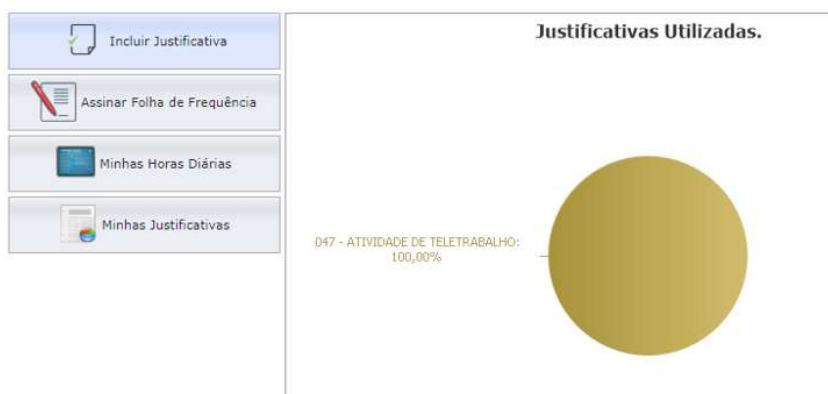 Incluir Justificativa
Assinar Folha de Frequência
Minhas Horas Diárias
Minhas Justificativas
Justificativas Utilizadas.
047 - ATIVIDADE DE TELETRABALHO:
100,00%